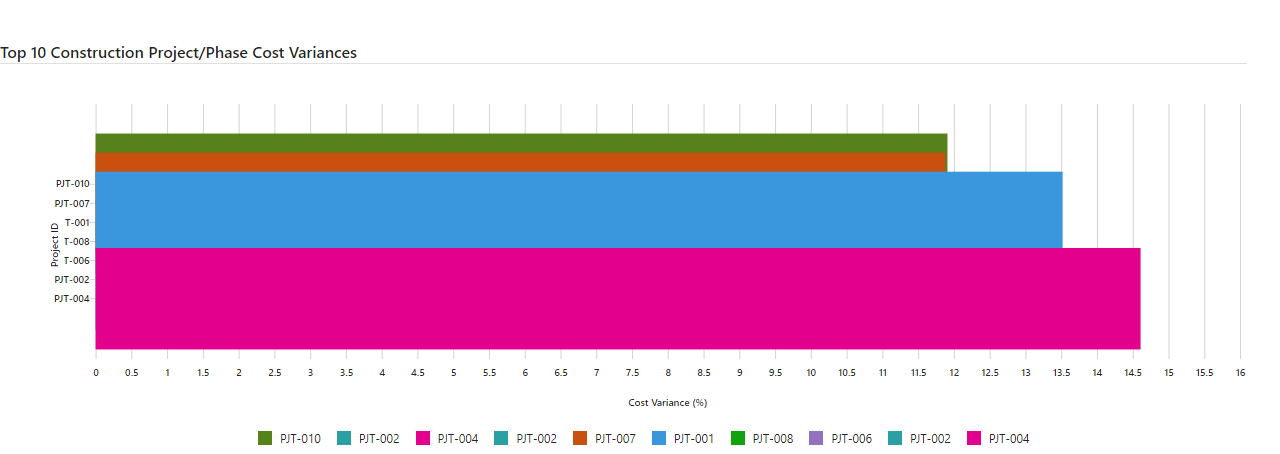 Top 10 Construction Project/Phase Cost Variances
PJT-010
PJT-007
T-001
T-008
T-006
PJT-002
PJT-004
Project ID
0 0.5 1 1.5 2 2.5 3 3.5 4 4.5 5 5.5 6 6.5 7 7.5 8 8.5 9 9.5 10 10.5 11 11.5 12 12.5 13 13.5 14 14.5 15 15.5 16
Cost Variance (%)
PJT-010 PJT-002 PJT-004 PJT-002 PJT-007 PJT-001 PJT-008 PJT-006 PJT-002 PJT-004